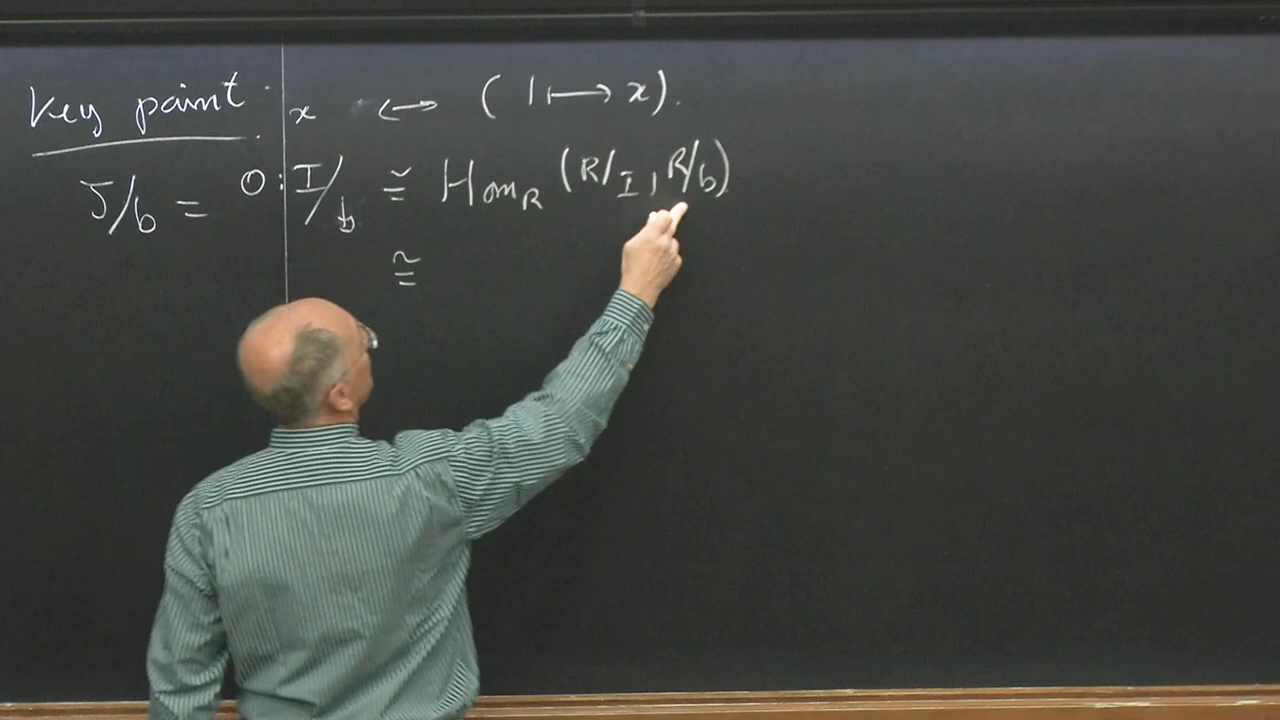 Key point.
x ↔ (1 ↦ x).
J/b = 0 : I/b ≅ Hom_R (R/I, R/b)
≅